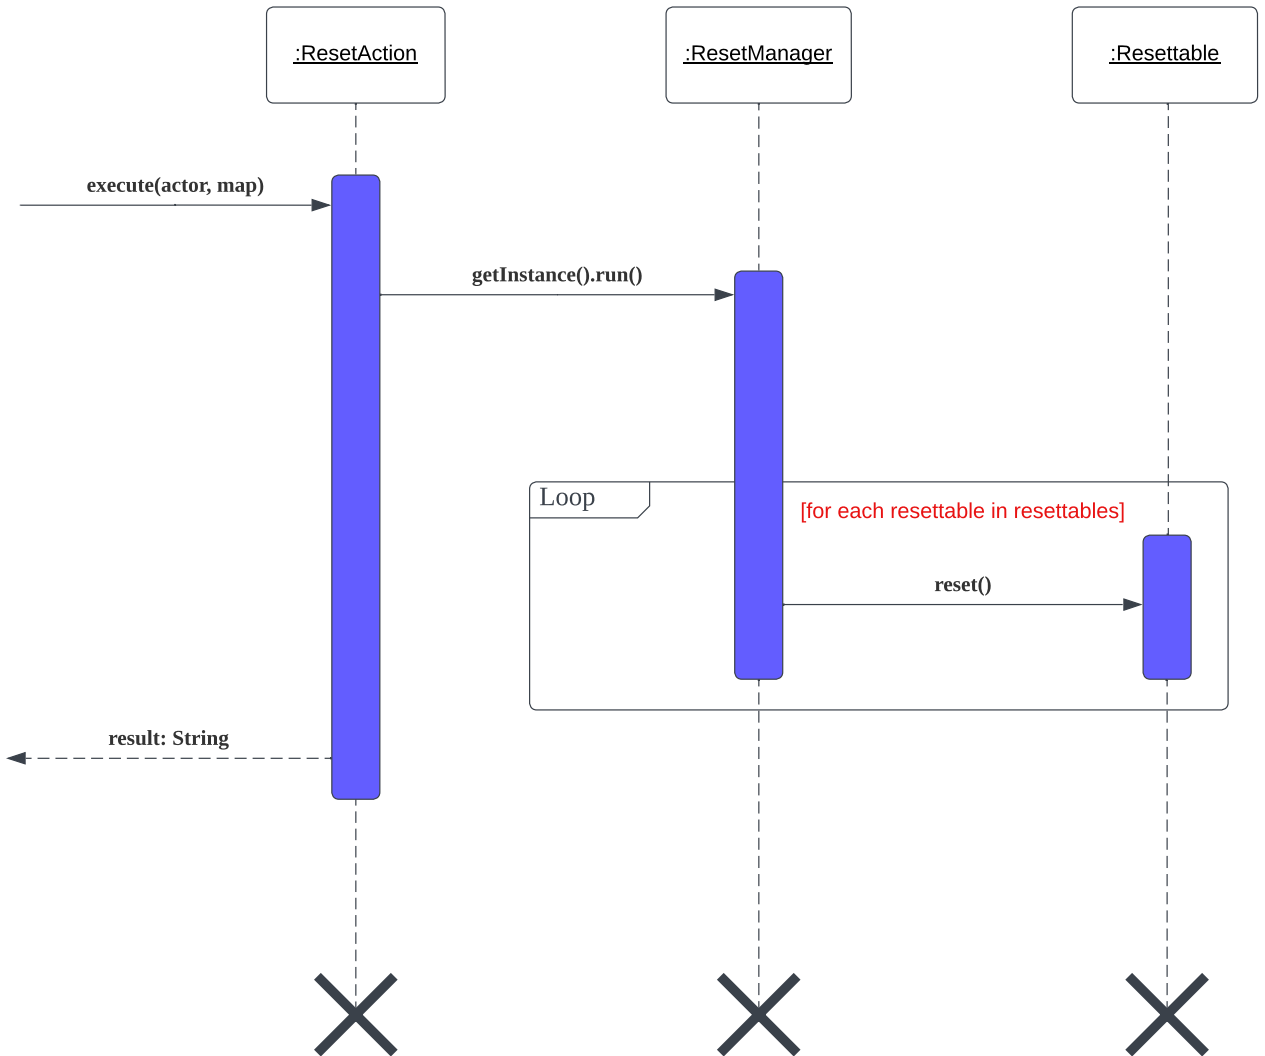 :ResetAction
:ResetManager
:Resettable
execute(actor, map)
getInstance().run()
Loop
[for each resettable in resettables]
reset()
result: String